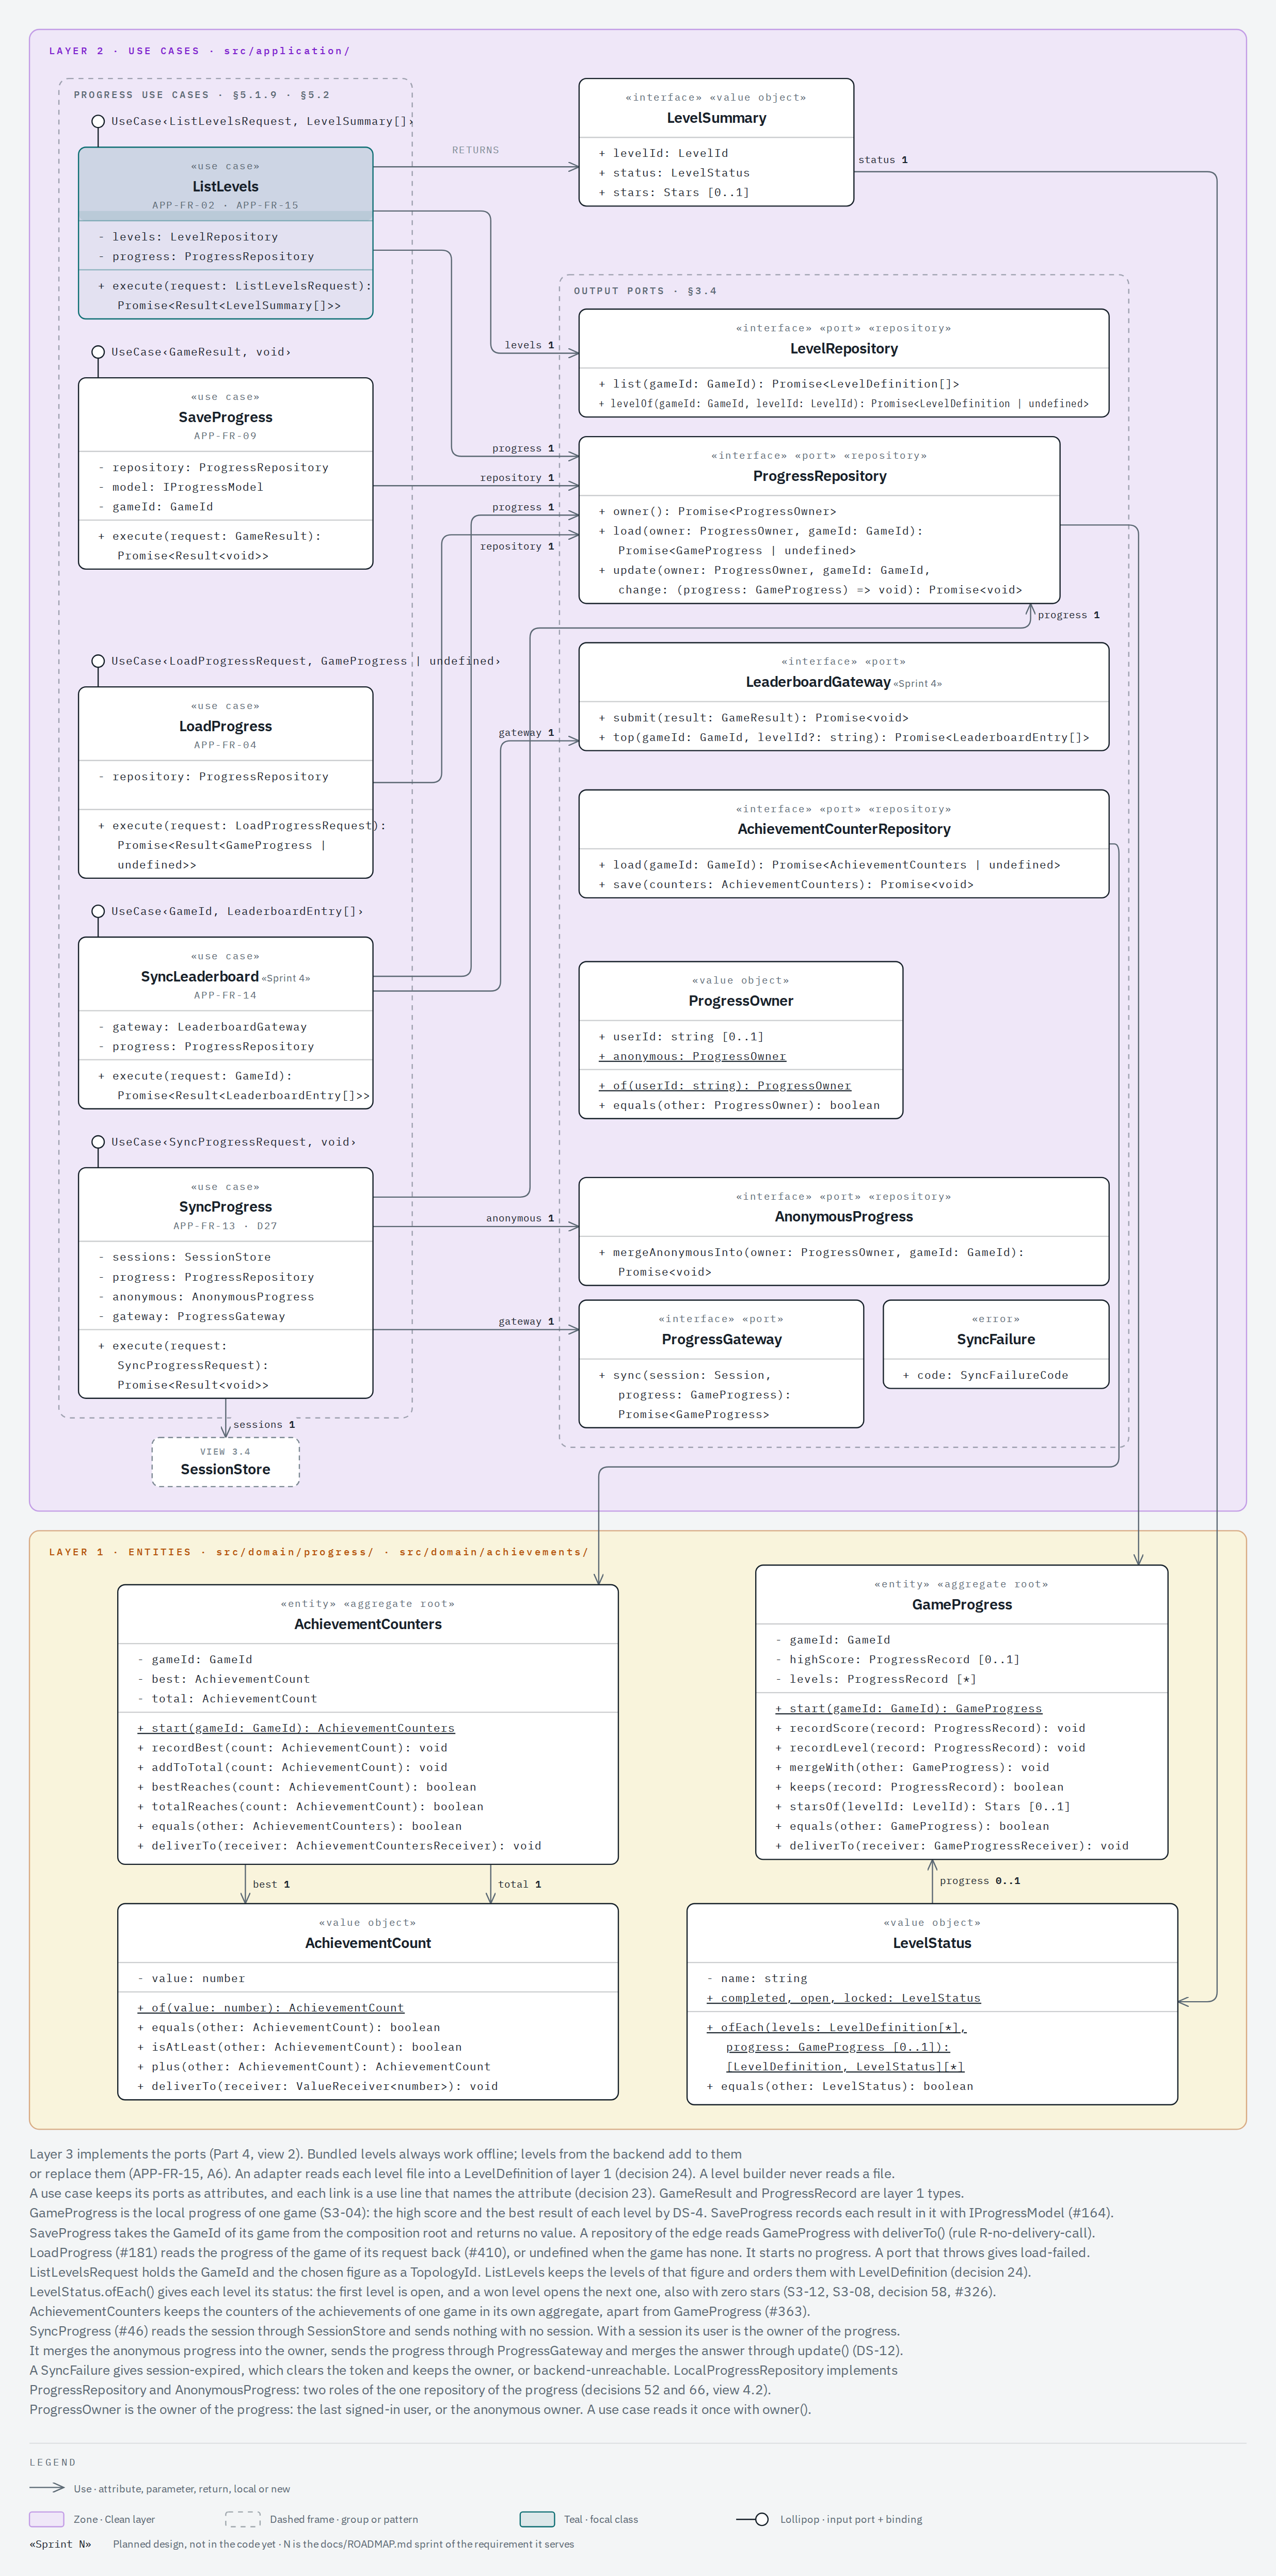 LAYER 2 · USE CASES · src/application/
PROGRESS USE CASES · §5.1.9 · §5.2
UseCase‹ListLevelsRequest, LevelSummary[]›
«use case»
ListLevels
APP-FR-02 · APP-FR-15
- levels: LevelRepository
- progress: ProgressRepository
+ execute(request: ListLevelsRequest):
Promise<Result<LevelSummary[]>>
RETURNS
«interface» «value object»
LevelSummary
+ levelId: LevelId
+ status: LevelStatus
+ stars: Stars [0..1]
status 1
UseCase‹GameResult, void›
«use case»
SaveProgress
APP-FR-09
- repository: ProgressRepository
- model: IProgressModel
- gameId: GameId
+ execute(request: GameResult):
Promise<Result<void>>
OUTPUT PORTS · §3.4
«interface» «port» «repository»
LevelRepository
+ list(gameId: GameId): Promise<LevelDefinition[]>
+ levelOf(gameId: GameId, levelId: LevelId): Promise<LevelDefinition | undefined>
levels 1
«interface» «port» «repository»
ProgressRepository
+ owner(): Promise<ProgressOwner>
+ load(owner: ProgressOwner, gameId: GameId):
Promise<GameProgress | undefined>
+ update(owner: ProgressOwner, gameId: GameId,
change: (progress: GameProgress) => void): Promise<void>
progress 1
repository 1
progress 1
repository 1
progress 1
UseCase‹LoadProgressRequest, GameProgress | undefined›
«use case»
LoadProgress
APP-FR-04
- repository: ProgressRepository
+ execute(request: LoadProgressRequest):
Promise<Result<GameProgress |
undefined>>
«interface» «port»
LeaderboardGateway «Sprint 4»
+ submit(result: GameResult): Promise<void>
+ top(gameId: GameId, levelId?: string): Promise<LeaderboardEntry[]>
gateway 1
«interface» «port» «repository»
AchievementCounterRepository
+ load(gameId: GameId): Promise<AchievementCounters | undefined>
+ save(counters: AchievementCounters): Promise<void>
UseCase‹GameId, LeaderboardEntry[]›
«use case»
SyncLeaderboard «Sprint 4»
APP-FR-14
- gateway: LeaderboardGateway
- progress: ProgressRepository
+ execute(request: GameId):
Promise<Result<LeaderboardEntry[]>>
«value object»
ProgressOwner
+ userId: string [0..1]
+ anonymous: ProgressOwner
+ of(userId: string): ProgressOwner
+ equals(other: ProgressOwner): boolean
UseCase‹SyncProgressRequest, void›
«use case»
SyncProgress
APP-FR-13 · D27
- sessions: SessionStore
- progress: ProgressRepository
- anonymous: AnonymousProgress
- gateway: ProgressGateway
+ execute(request:
SyncProgressRequest):
Promise<Result<void>>
anonymous 1
«interface» «port» «repository»
AnonymousProgress
+ mergeAnonymousInto(owner: ProgressOwner, gameId: GameId):
Promise<void>
gateway 1
«interface» «port»
ProgressGateway
+ sync(session: Session,
progress: GameProgress):
Promise<GameProgress>
«error»
SyncFailure
+ code: SyncFailureCode
sessions 1
VIEW 3.4
SessionStore
LAYER 1 · ENTITIES · src/domain/progress/ · src/domain/achievements/
«entity» «aggregate root»
AchievementCounters
- gameId: GameId
- best: AchievementCount
- total: AchievementCount
+ start(gameId: GameId): AchievementCounters
+ recordBest(count: AchievementCount): void
+ addToTotal(count: AchievementCount): void
+ bestReaches(count: AchievementCount): boolean
+ totalReaches(count: AchievementCount): boolean
+ equals(other: AchievementCounters): boolean
+ deliverTo(receiver: AchievementCountersReceiver): void
«entity» «aggregate root»
GameProgress
- gameId: GameId
- highScore: ProgressRecord [0..1]
- levels: ProgressRecord [*]
+ start(gameId: GameId): GameProgress
+ recordScore(record: ProgressRecord): void
+ recordLevel(record: ProgressRecord): void
+ mergeWith(other: GameProgress): void
+ keeps(record: ProgressRecord): boolean
+ starsOf(levelId: LevelId): Stars [0..1]
+ equals(other: GameProgress): boolean
+ deliverTo(receiver: GameProgressReceiver): void
best 1
total 1
progress 0..1
«value object»
AchievementCount
- value: number
+ of(value: number): AchievementCount
+ equals(other: AchievementCount): boolean
+ isAtLeast(other: AchievementCount): boolean
+ plus(other: AchievementCount): AchievementCount
+ deliverTo(receiver: ValueReceiver<number>): void
«value object»
LevelStatus
- name: string
+ completed, open, locked: LevelStatus
+ ofEach(levels: LevelDefinition[*],
progress: GameProgress [0..1]):
[LevelDefinition, LevelStatus][*]
+ equals(other: LevelStatus): boolean
Layer 3 implements the ports (Part 4, view 2). Bundled levels always work offline; levels from the backend add to them
or replace them (APP-FR-15, A6). An adapter reads each level file into a LevelDefinition of layer 1 (decision 24). A level builder never reads a file.
A use case keeps its ports as attributes, and each link is a use line that names the attribute (decision 23). GameResult and ProgressRecord are layer 1 types.
GameProgress is the local progress of one game (S3-04): the high score and the best result of each level by DS-4. SaveProgress records each result in it with IProgressModel (#164).
SaveProgress takes the GameId of its game from the composition root and returns no value. A repository of the edge reads GameProgress with deliverTo() (rule R-no-delivery-call).
LoadProgress (#181) reads the progress of the game of its request back (#410), or undefined when the game has none. It starts no progress. A port that throws gives load-failed.
ListLevelsRequest holds the GameId and the chosen figure as a TopologyId. ListLevels keeps the levels of that figure and orders them with LevelDefinition (decision 24).
LevelStatus.ofEach() gives each level its status: the first level is open, and a won level opens the next one, also with zero stars (S3-12, S3-08, decision 58, #326).
AchievementCounters keeps the counters of the achievements of one game in its own aggregate, apart from GameProgress (#363).
SyncProgress (#46) reads the session through SessionStore and sends nothing with no session. With a session its user is the owner of the progress.
It merges the anonymous progress into the owner, sends the progress through ProgressGateway and merges the answer through update() (DS-12).
A SyncFailure gives session-expired, which clears the token and keeps the owner, or backend-unreachable. LocalProgressRepository implements
ProgressRepository and AnonymousProgress: two roles of the one repository of the progress (decisions 52 and 66, view 4.2).
ProgressOwner is the owner of the progress: the last signed-in user, or the anonymous owner. A use case reads it once with owner().
LEGEND
Use · attribute, parameter, return, local or new
Zone · Clean layer
Dashed frame · group or pattern
Teal · focal class
Lollipop · input port + binding
«Sprint N»
Planned design, not in the code yet · N is the docs/ROADMAP.md sprint of the requirement it serves